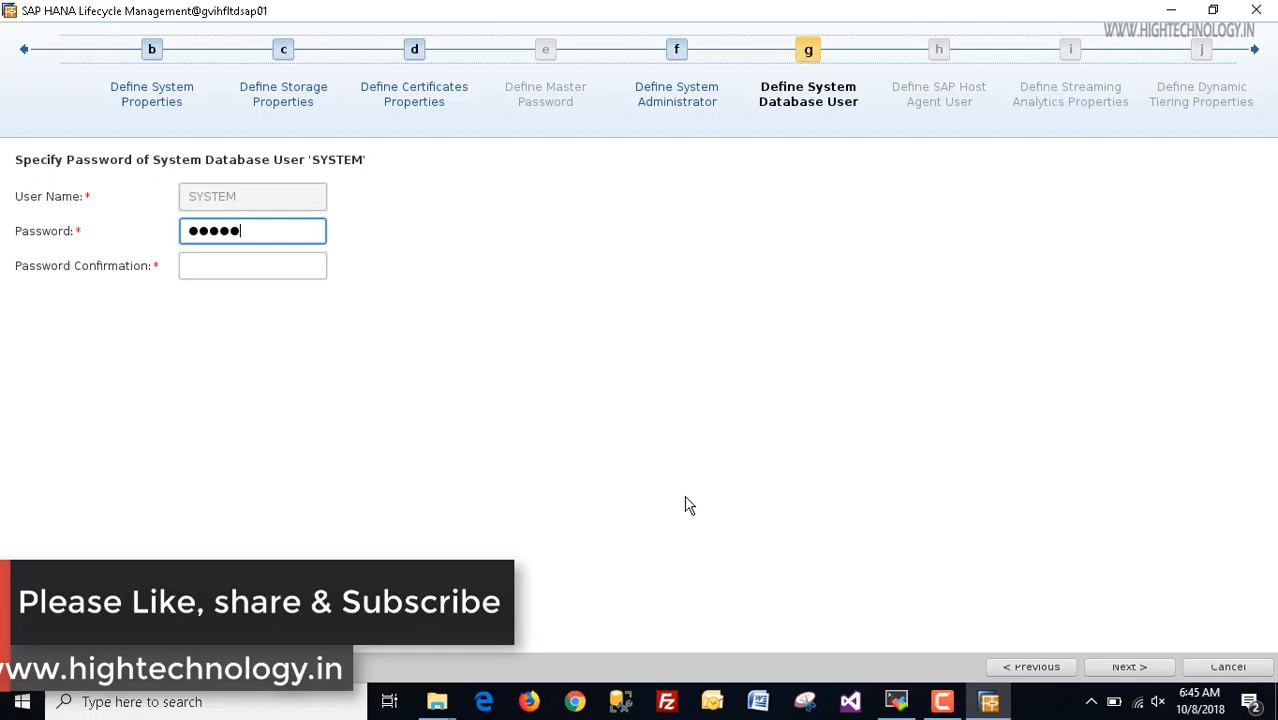 SAP HANA Lifecycle Management@gvihfltdsap01
WWW.HIGHTECHNOLOGY.IN
b
c
d
e
f
g
h
i
j
Define System
Properties
Define Storage
Properties
Define Certificates
Properties
Define Master
Password
Define System
Administrator
Define System
Database User
Define SAP Host
Agent User
Define Streaming
Analytics Properties
Define Dynamic
Tiering Properties
Specify Password of System Database User 'SYSTEM'
User Name:*
SYSTEM
Password: *
●●●●●
Password Confirmation: *
Please Like, share & Subscribe
www.hightechnology.in
< Previous
Next >
Cancel
Type here to search
6:45 AM
10/8/2018
2